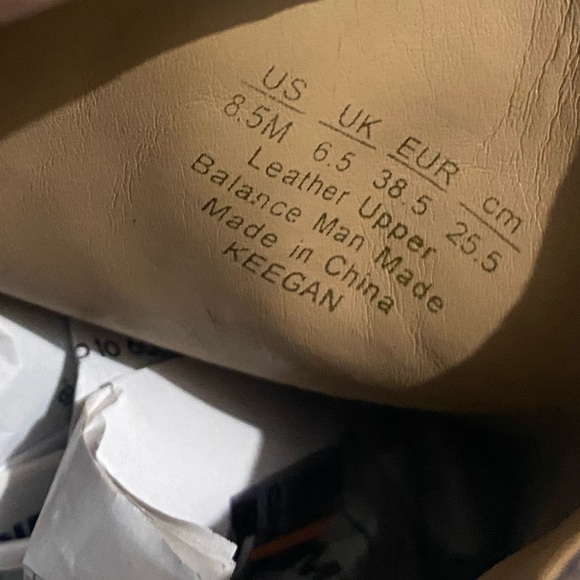 US UK EUR cm
8.5M 6.5 38.5 25.5
Leather Upper
Balance Man Made
Made in China
KEEGAN
to